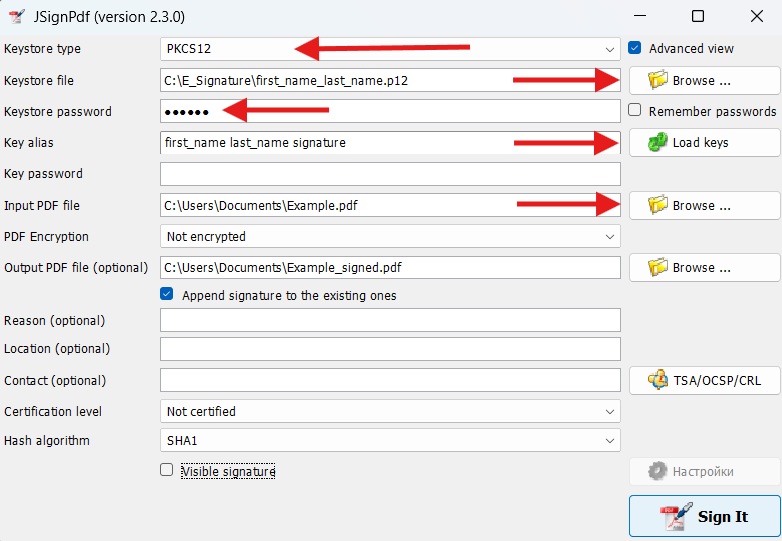 JSignPdf (version 2.3.0)
Keystore type PKCS12 Advanced view
Keystore file C:\E_Signature\first_name_last_name.p12 Browse ...
Keystore password ●●●●●● Remember passwords
Key alias first_name last_name signature Load keys
Key password
Input PDF file C:\Users\Documents\Example.pdf Browse ...
PDF Encryption Not encrypted
Output PDF file (optional) C:\Users\Documents\Example_signed.pdf Browse ...
Append signature to the existing ones
Reason (optional)
Location (optional)
Contact (optional) TSA/OCSP/CRL
Certification level Not certified
Hash algorithm SHA1
Visible signature Настройки
Sign It